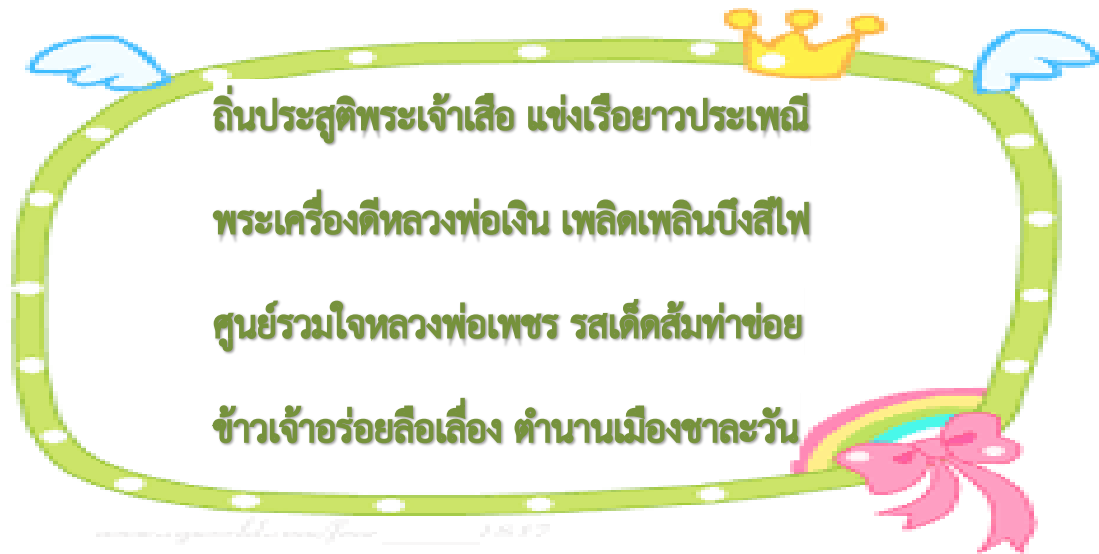 ถิ่นประสูติพระเจ้าเสือ แข่งเรือยาวประเพณี
พระเครื่องดีหลวงพ่อเงิน เพลิดเพลินบึงสีไฟ
ศูนย์รวมใจหลวงพ่อเพชร รสเด็ดส้มท่าข่อย
ข้าวเจ้าอร่อยลือเลื่อง ตำนานเมืองชาละวัน